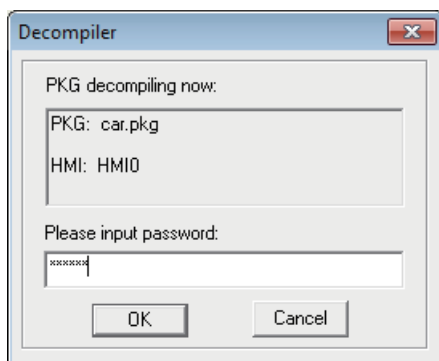 Decompiler
PKG decompiling now:
PKG: car.pkg
HMI: HMI0
Please input password:
******
OK
Cancel